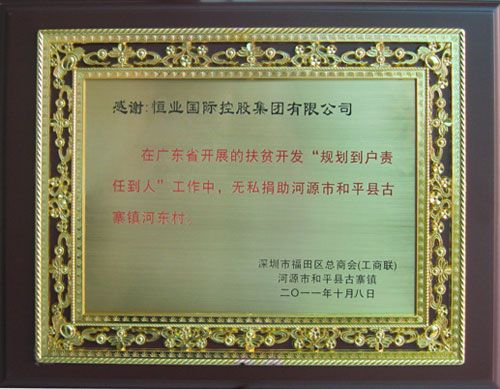 感谢:恒业国际控股集团有限公司
在广东省开展的扶贫开发“规划到户责
任到人”工作中，无私捐助河源市和平县古
寨镇河东村。
深圳市福田区总商会(工商联)
河源市和平县古寨镇
二〇一一年十月八日